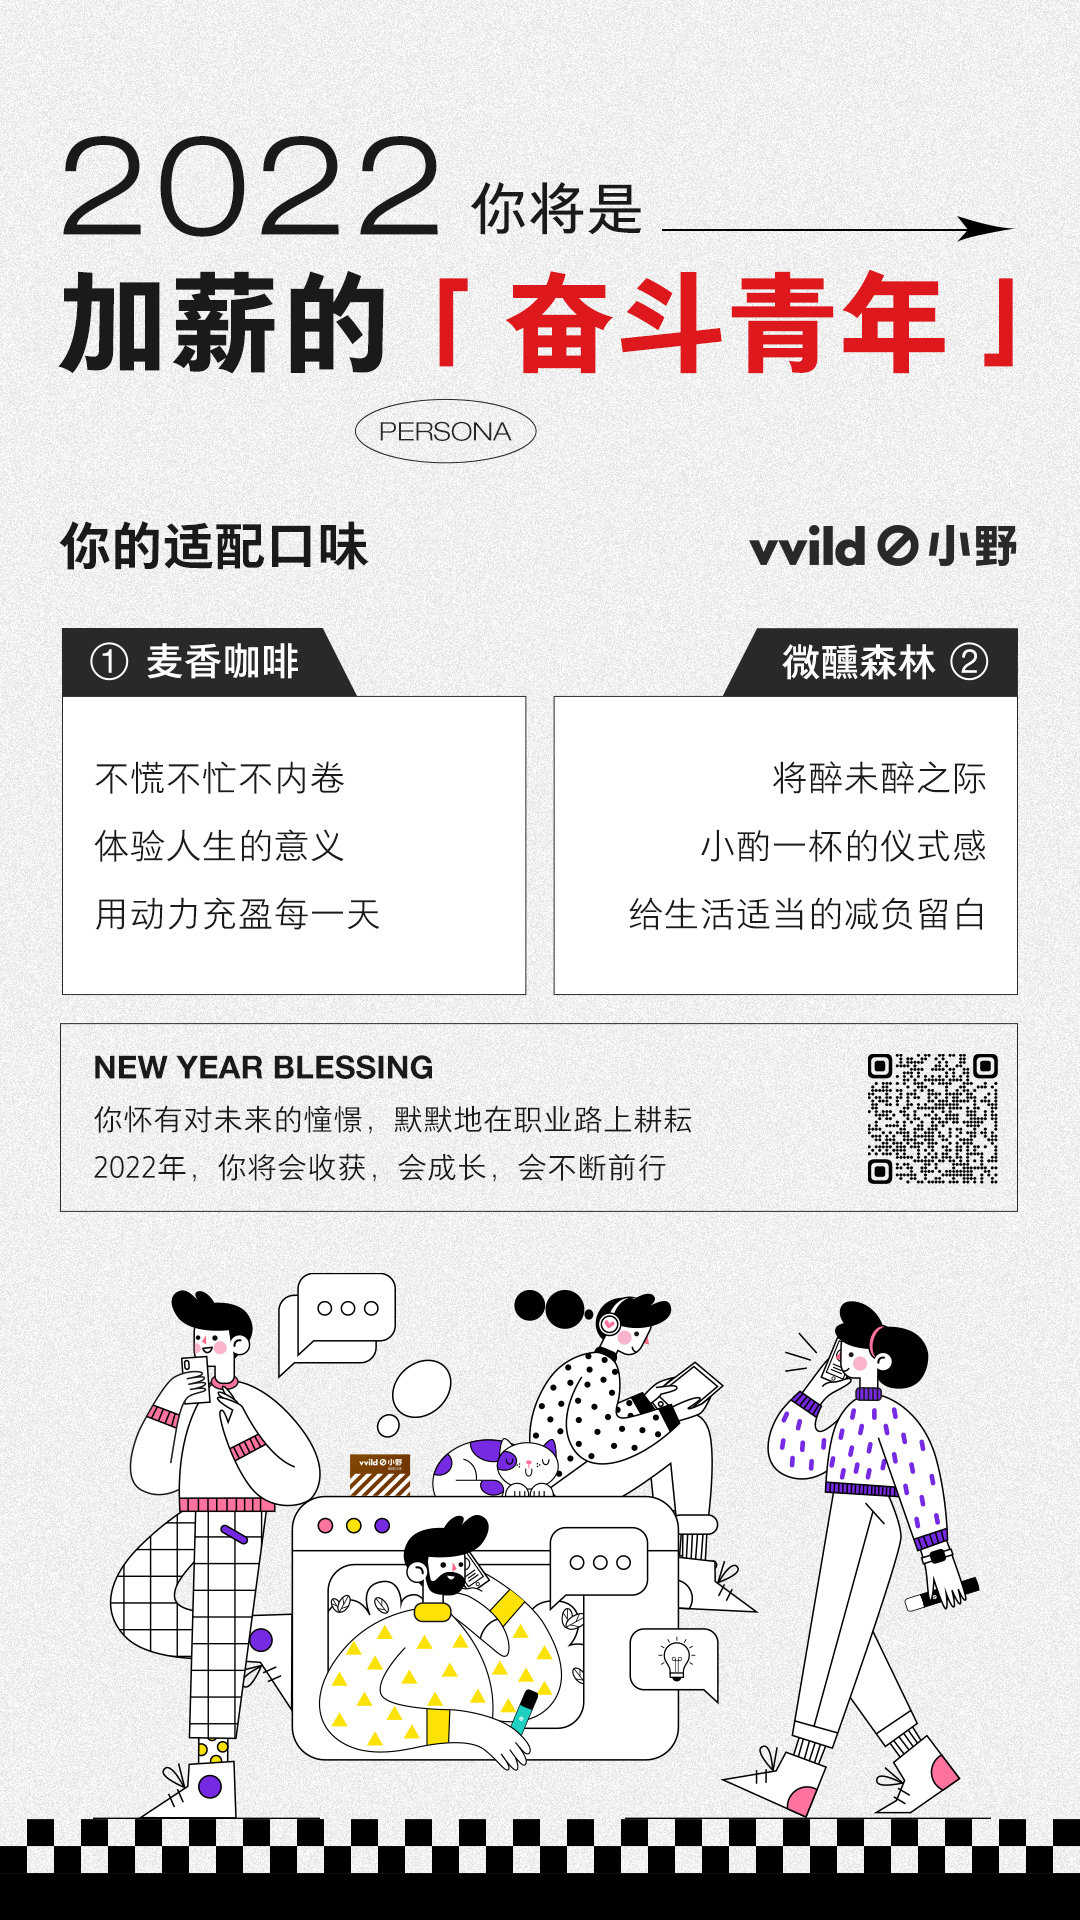 2022 你将是
加薪的「奋斗青年」
PERSONA
你的适配口味
vvild 小野
① 麦香咖啡
不慌不忙不内卷
体验人生的意义
用动力充盈每一天
微醺森林 ②
将醉未醉之际
小酌一杯的仪式感
给生活适当的减负留白
NEW YEAR BLESSING
你怀有对未来的憧憬，默默地在职业路上耕耘
2022年，你将会收获，会成长，会不断前行
vvild 小野